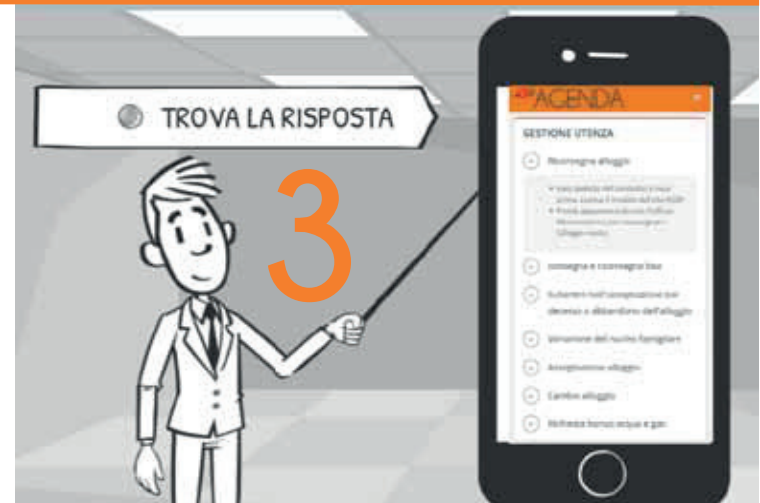 TROVA LA RISPOSTA
3
AGENDA
GESTIONE UTENZA
Riconsegna alloggio
consegna e riconsegna box
Subentro nell'assegnazione per
decesso o abbandono dell'alloggio
Variazione del nucleo famigliare
Assegnazione alloggio
Cambio alloggio
Richiesta bonus acqua e gas